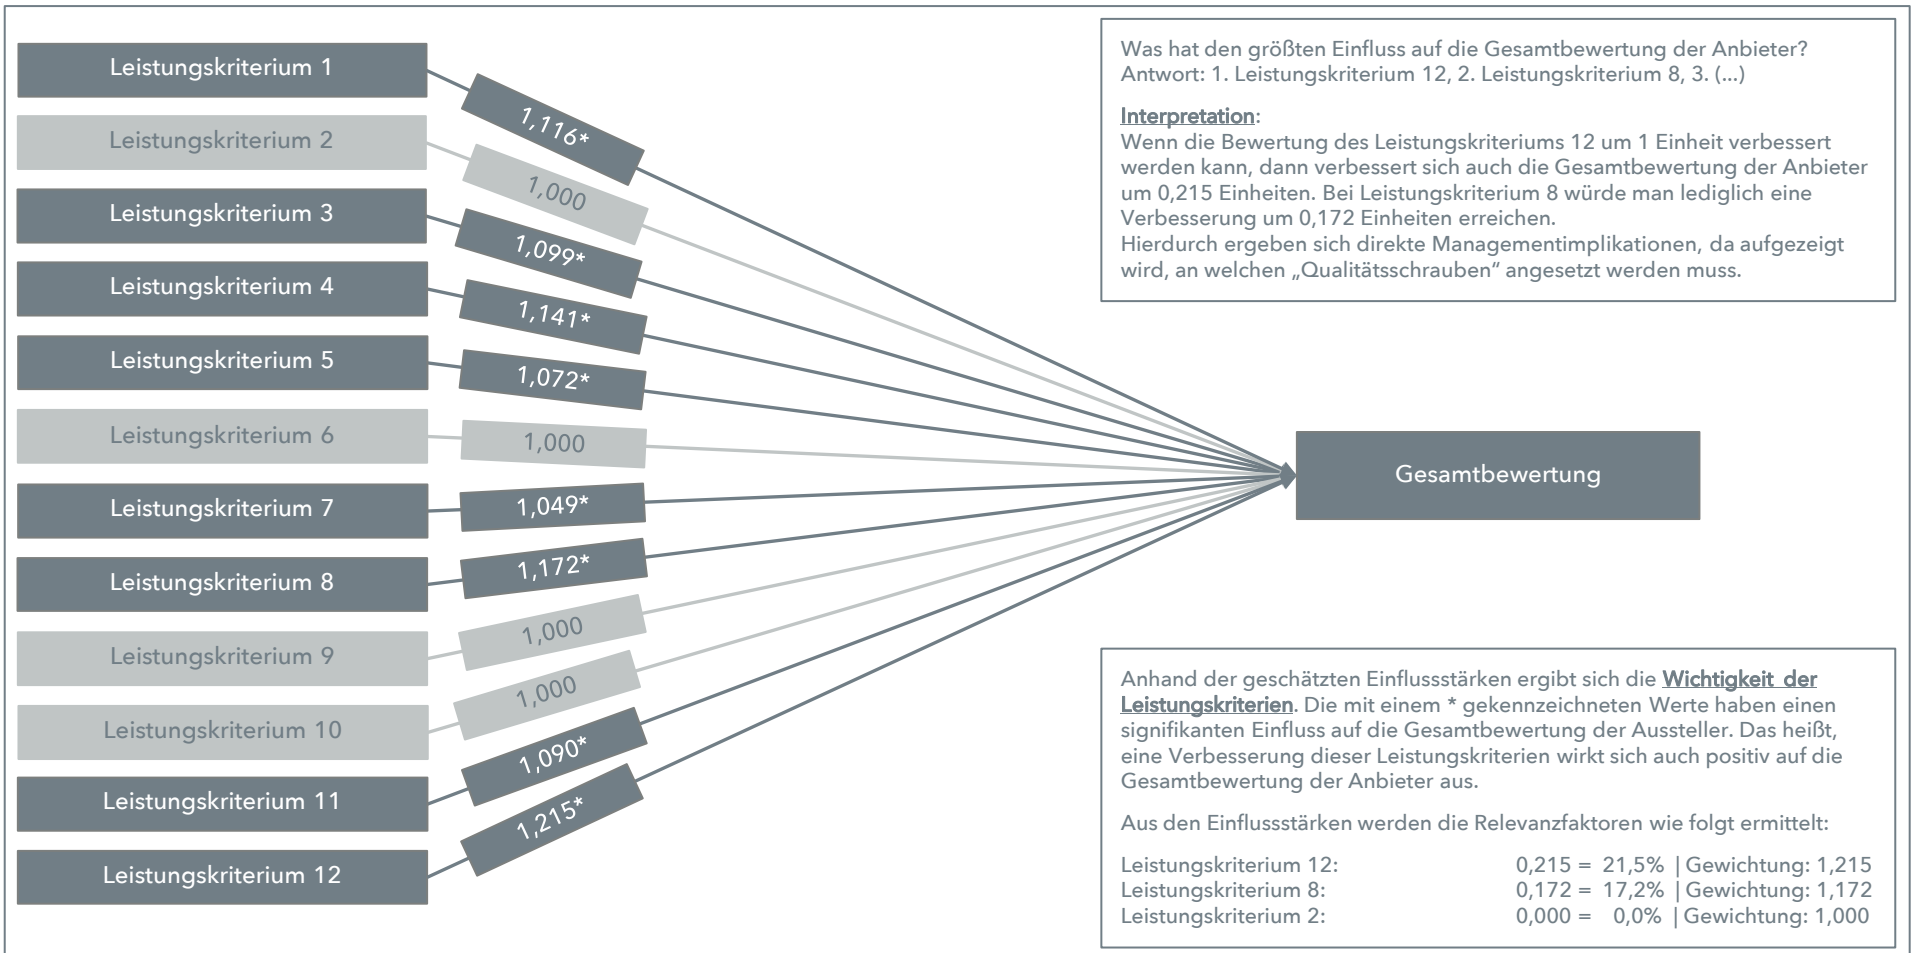 Leistungskriterium 1
Leistungskriterium 2
Leistungskriterium 3
Leistungskriterium 4
Leistungskriterium 5
Leistungskriterium 6
Leistungskriterium 7
Leistungskriterium 8
Leistungskriterium 9
Leistungskriterium 10
Leistungskriterium 11
Leistungskriterium 12
1,116*
1,000
1,099*
1,141*
1,072*
1,000
1,049*
1,172*
1,000
1,000
1,090*
1,215*
Was hat den größten Einfluss auf die Gesamtbewertung der Anbieter?
Antwort: 1. Leistungskriterium 12, 2. Leistungskriterium 8, 3. (...)
Interpretation:
Wenn die Bewertung des Leistungskriteriums 12 um 1 Einheit verbessert
werden kann, dann verbessert sich auch die Gesamtbewertung der Anbieter
um 0,215 Einheiten. Bei Leistungskriterium 8 würde man lediglich eine
Verbesserung um 0,172 Einheiten erreichen.
Hierdurch ergeben sich direkte Managementimplikationen, da aufgezeigt
wird, an welchen „Qualitätsschrauben“ angesetzt werden muss.
Gesamtbewertung
Anhand der geschätzten Einflussstärken ergibt sich die Wichtigkeit der
Leistungskriterien. Die mit einem * gekennzeichneten Werte haben einen
signifikanten Einfluss auf die Gesamtbewertung der Aussteller. Das heißt,
eine Verbesserung dieser Leistungskriterien wirkt sich auch positiv auf die
Gesamtbewertung der Anbieter aus.
Aus den Einflussstärken werden die Relevanzfaktoren wie folgt ermittelt:
Leistungskriterium 12: 0,215 = 21,5% | Gewichtung: 1,215
Leistungskriterium 8: 0,172 = 17,2% | Gewichtung: 1,172
Leistungskriterium 2: 0,000 = 0,0% | Gewichtung: 1,000